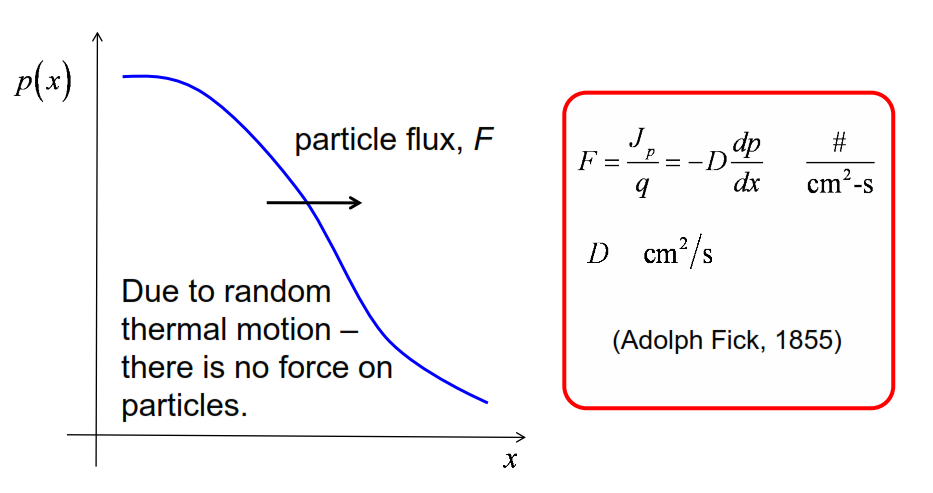 p(x)
particle flux, F
Due to random
thermal motion –
there is no force on
particles.
x
F = J_p/q = −D dp/dx #/cm²-s
D cm²/s
(Adolph Fick, 1855)